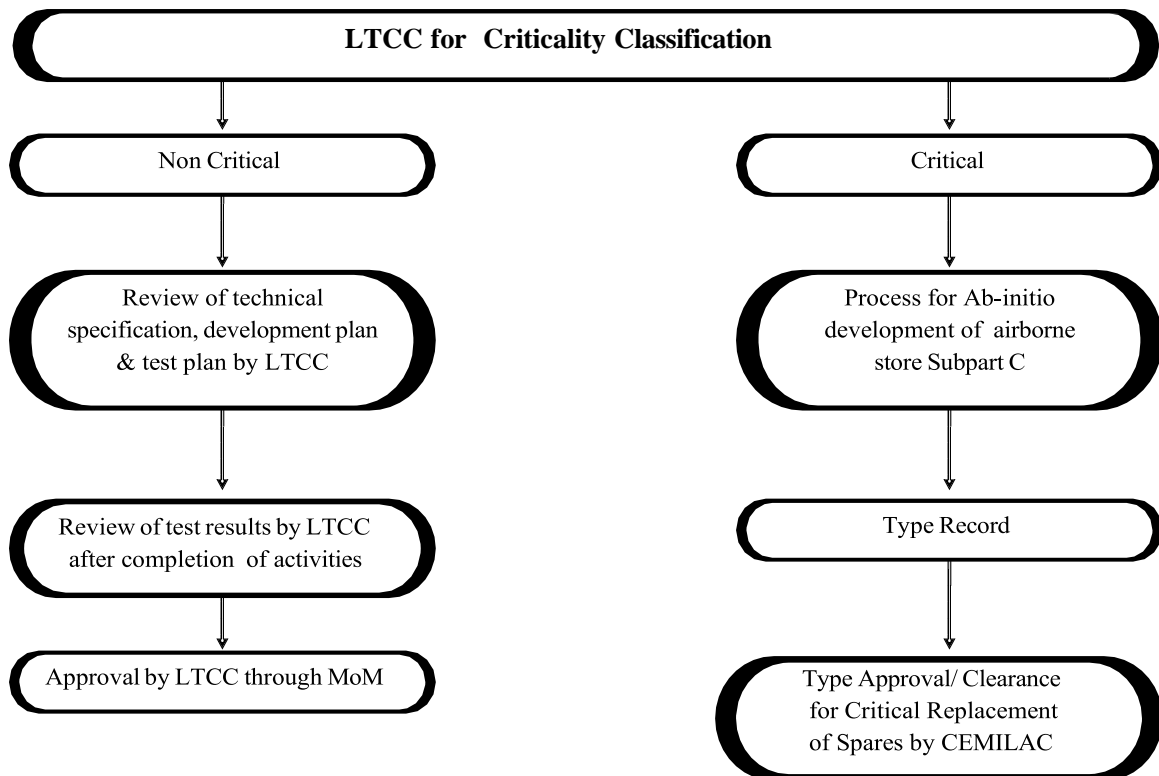 LTCC for Criticality Classification
Non Critical
Critical
Review of technical
specification, development plan
& test plan by LTCC
Process for Ab-initio
development of airborne
store Subpart C
Review of test results by LTCC
after completion of activities
Type Record
Approval by LTCC through MoM
Type Approval/ Clearance
for Critical Replacement
of Spares by CEMILAC